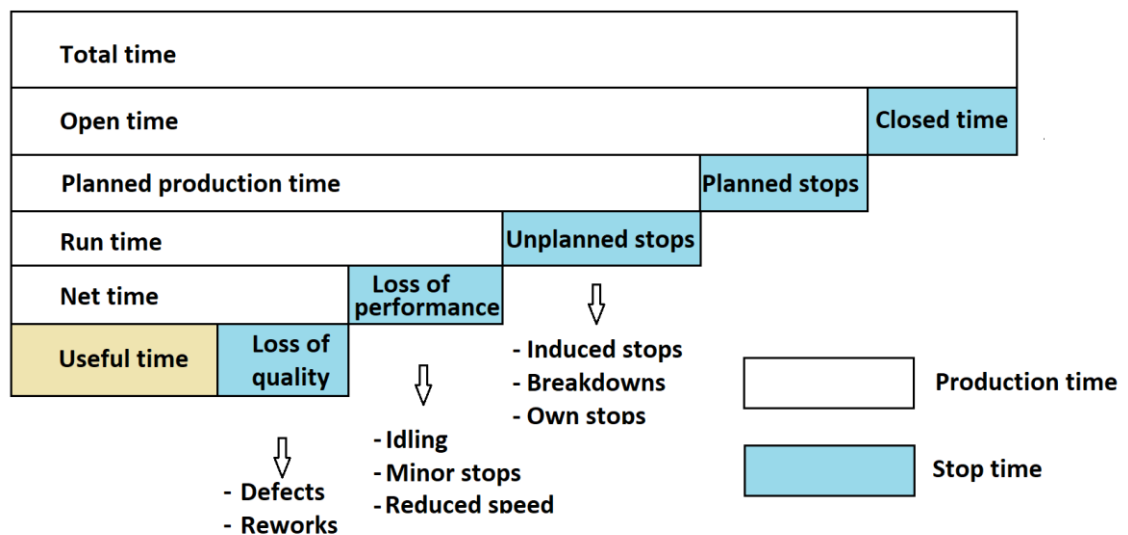 Total time
Open time
Closed time
Planned production time
Planned stops
Run time
Unplanned stops
Net time
Loss of
performance
Useful time
Loss of
quality
- Induced stops
- Breakdowns
- Own stops
- Idling
- Minor stops
- Reduced speed
- Defects
- Reworks
Production time
Stop time